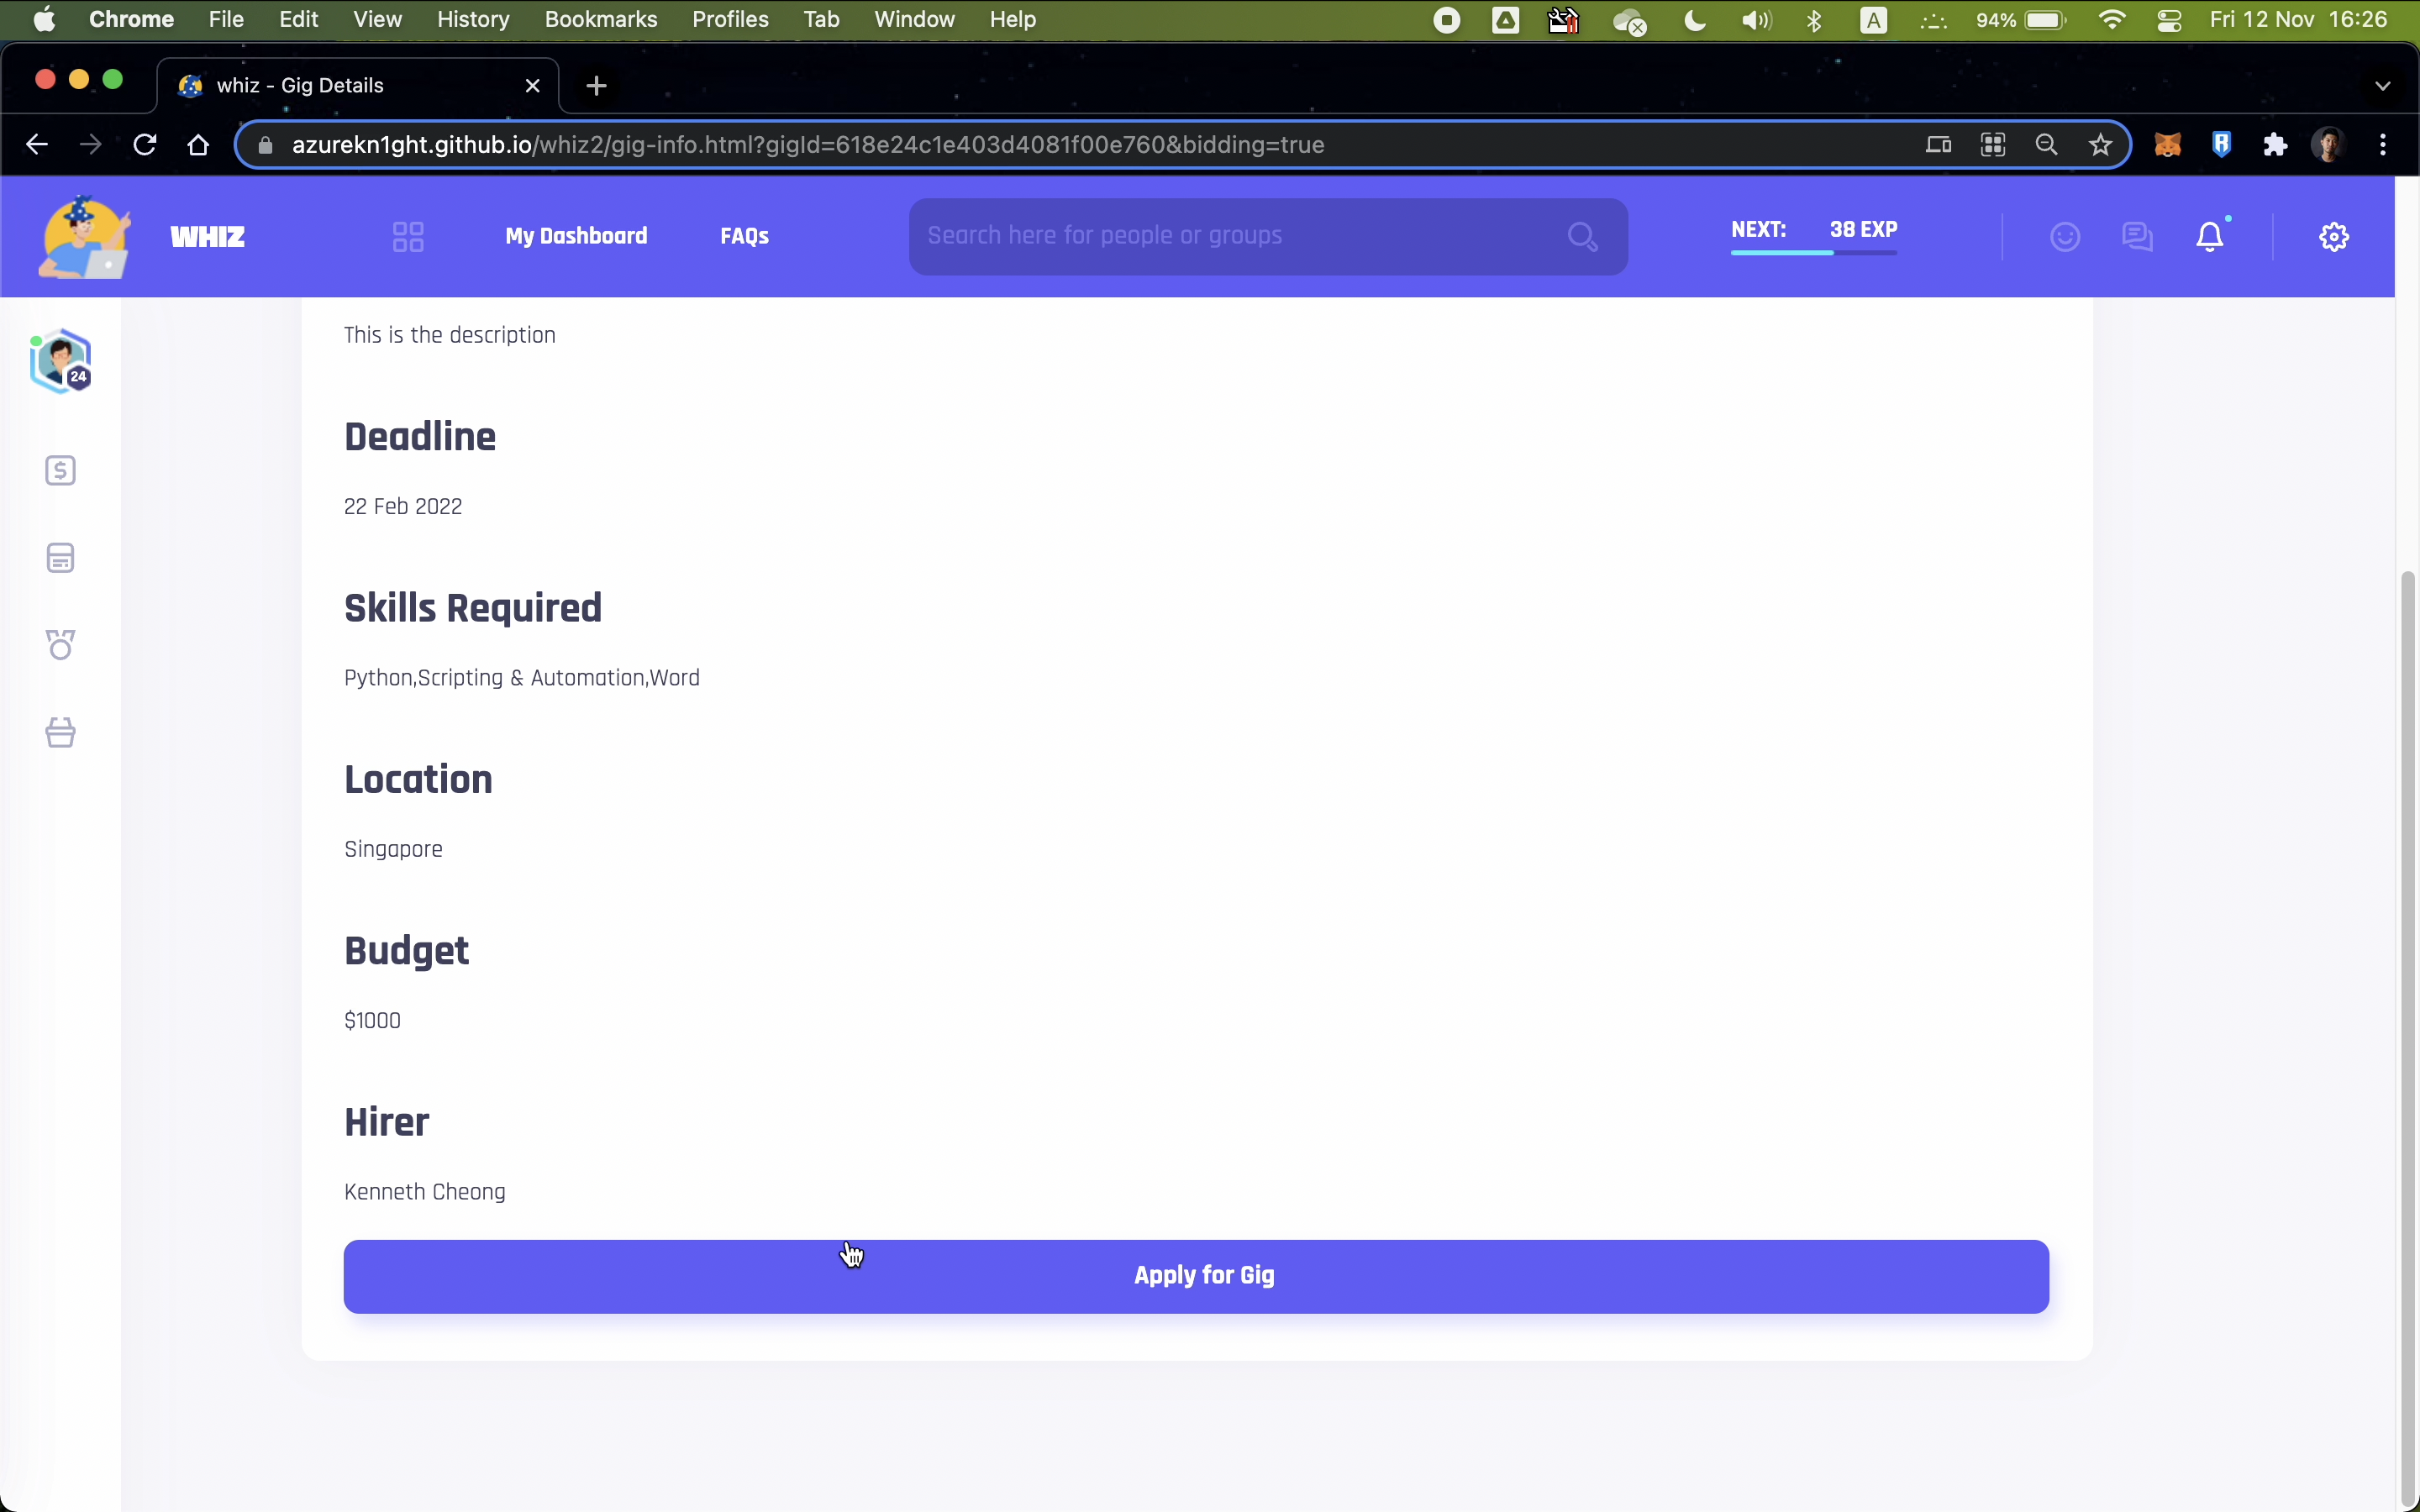 Chrome File Edit View History Bookmarks Profiles Tab Window Help A 94% Fri 12 Nov 16:26
whiz - Gig Details
azurekn1ght.github.io/whiz2/gig-info.html?gigId=618e24c1e403d4081f00e760&bidding=true
WHIZ My Dashboard FAQs Search here for people or groups NEXT: 38 EXP
This is the description
24
Deadline
22 Feb 2022
Skills Required
Python,Scripting & Automation,Word
Location
Singapore
Budget
$1000
Hirer
Kenneth Cheong
Apply for Gig